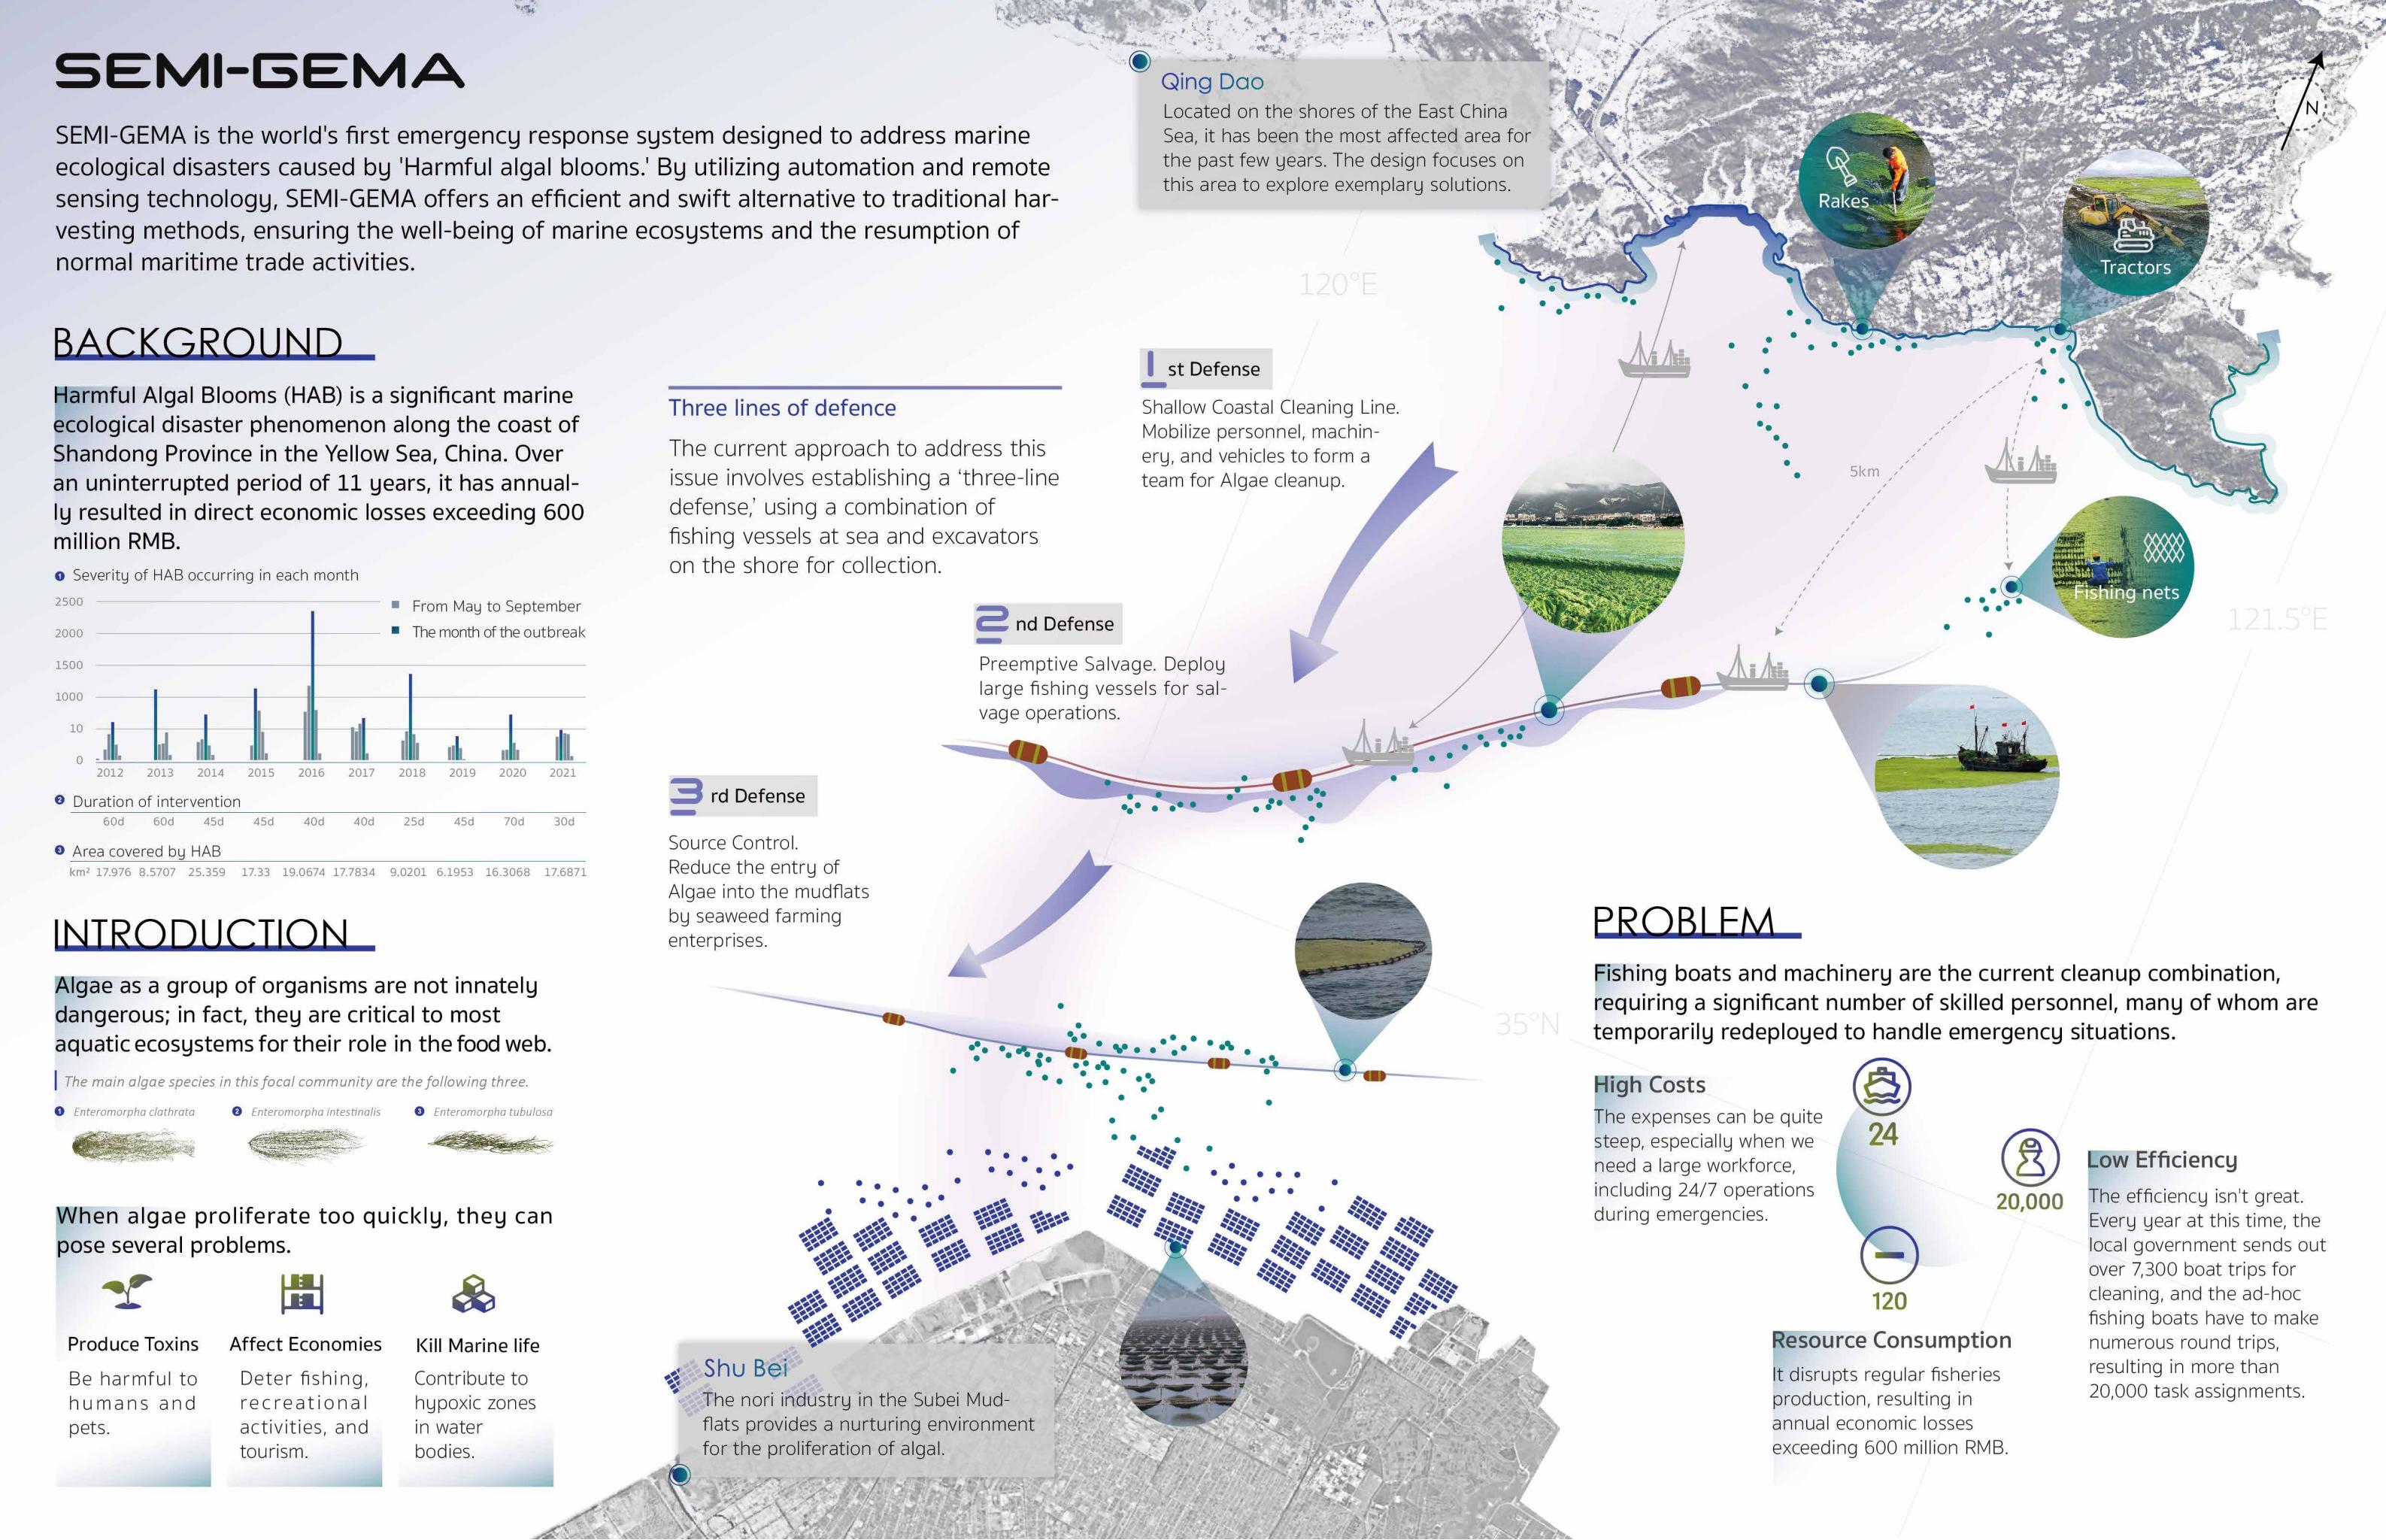 SEMI-GEMA
SEMI-GEMA is the world's first emergency response system designed to address marine
ecological disasters caused by 'Harmful algal blooms.' By utilizing automation and remote
sensing technology, SEMI-GEMA offers an efficient and swift alternative to traditional har-
vesting methods, ensuring the well-being of marine ecosystems and the resumption of
normal maritime trade activities.
BACKGROUND
Harmful Algal Blooms (HAB) is a significant marine
ecological disaster phenomenon along the coast of
Shandong Province in the Yellow Sea, China. Over
an uninterrupted period of 11 years, it has annual-
ly resulted in direct economic losses exceeding 600
million RMB.
1 Severity of HAB occurring in each month
2500
2000
1500
1000
10
0
From May to September
The month of the outbreak
2012 2013 2014 2015 2016 2017 2018 2019 2020 2021
2 Duration of intervention
60d 60d 45d 45d 40d 40d 25d 45d 70d 30d
3 Area covered by HAB
km² 17.976 8.5707 25.359 17.33 19.0674 17.7834 9.0201 6.1953 16.3068 17.6871
INTRODUCTION
Algae as a group of organisms are not innately
dangerous; in fact, they are critical to most
aquatic ecosystems for their role in the food web.
The main algae species in this focal community are the following three.
1 Enteromorpha clathrata
2 Enteromorpha intestinalis
3 Enteromorpha tubulosa
When algae proliferate too quickly, they can
pose several problems.
Produce Toxins
Be harmful to
humans and
pets.
Affect Economies
Deter fishing,
recreational
activities, and
tourism.
Kill Marine life
Contribute to
hypoxic zones
in water
bodies.
Three lines of defence
The current approach to address this
issue involves establishing a ‘three-line
defense,’ using a combination of
fishing vessels at sea and excavators
on the shore for collection.
1st Defense
Shallow Coastal Cleaning Line.
Mobilize personnel, machin-
ery, and vehicles to form a
team for Algae cleanup.
2nd Defense
Preemptive Salvage. Deploy
large fishing vessels for sal-
vage operations.
3rd Defense
Source Control.
Reduce the entry of
Algae into the mudflats
by seaweed farming
enterprises.
Qing Dao
Located on the shores of the East China
Sea, it has been the most affected area for
the past few years. The design focuses on
this area to explore exemplary solutions.
120°E
Rakes
Tractors
N
5km
Fishing nets
121.5°E
35°N
Shu Bei
The nori industry in the Subei Mud-
flats provides a nurturing environment
for the proliferation of algal.
PROBLEM
Fishing boats and machinery are the current cleanup combination,
requiring a significant number of skilled personnel, many of whom are
temporarily redeployed to handle emergency situations.
High Costs
The expenses can be quite
steep, especially when we
need a large workforce,
including 24/7 operations
during emergencies.
24
20,000
120
Low Efficiency
The efficiency isn't great.
Every year at this time, the
local government sends out
over 7,300 boat trips for
cleaning, and the ad-hoc
fishing boats have to make
numerous round trips,
resulting in more than
20,000 task assignments.
Resource Consumption
It disrupts regular fisheries
production, resulting in
annual economic losses
exceeding 600 million RMB.